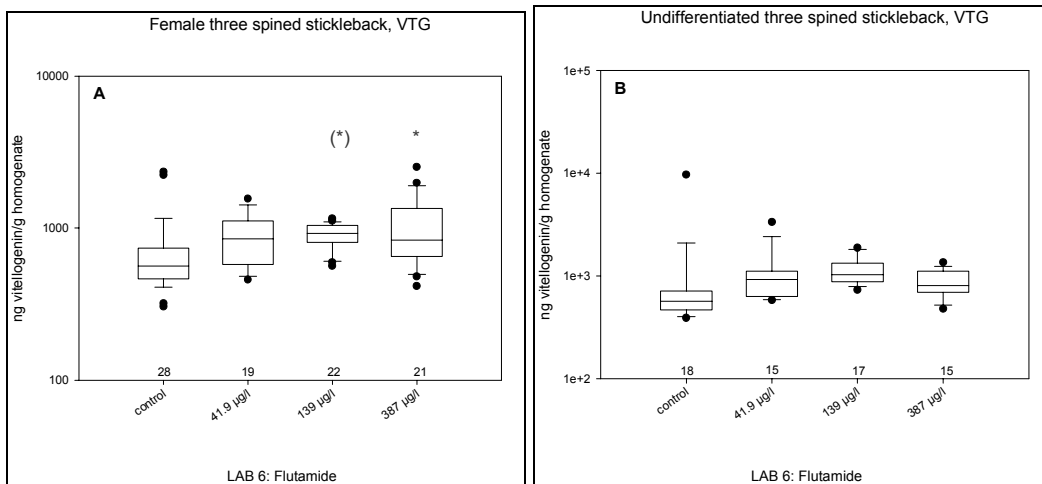 Female three spined stickleback, VTG
A
ng vitellogenin/g homogenate
10000
1000
100
(*)
*
28
19
22
21
control
41.9 µg/l
139 µg/l
387 µg/l
LAB 6: Flutamide
Undifferentiated three spined stickleback, VTG
B
ng vitellogenin/g homogenate
1e+5
1e+4
1e+3
1e+2
18
15
17
15
control
41.9 µg/l
139 µg/l
387 µg/l
LAB 6: Flutamide